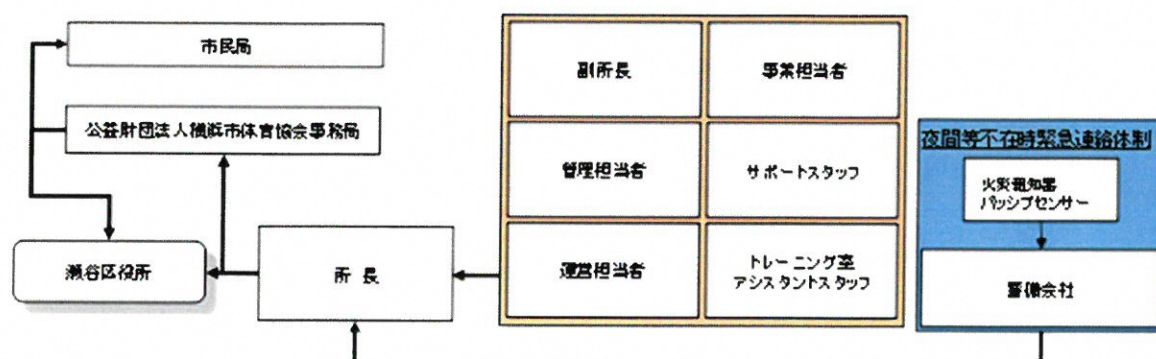 市民局
公益財団法人横浜市体育協会事務局
瀬谷区役所
所 長
副所長
事業担当者
管理担当者
サポートスタッフ
運営担当者
トレーニング室
アシスタントスタッフ
夜間等不在時緊急連絡体制
火災報知器
パッシブセンサー
警備会社